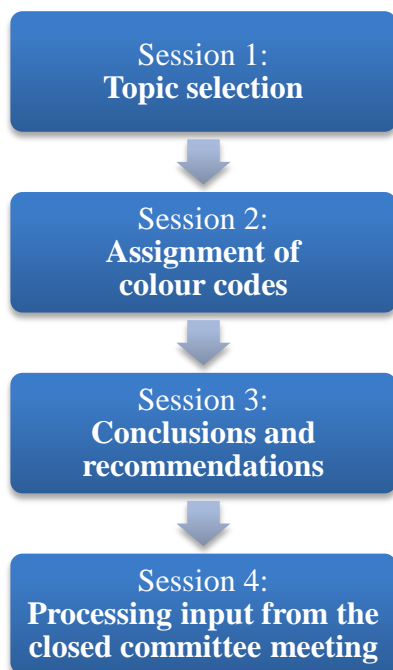 Session 1:
Topic selection
Session 2:
Assignment of
colour codes
Session 3:
Conclusions and
recommendations
Session 4:
Processing input from the
closed committee meeting